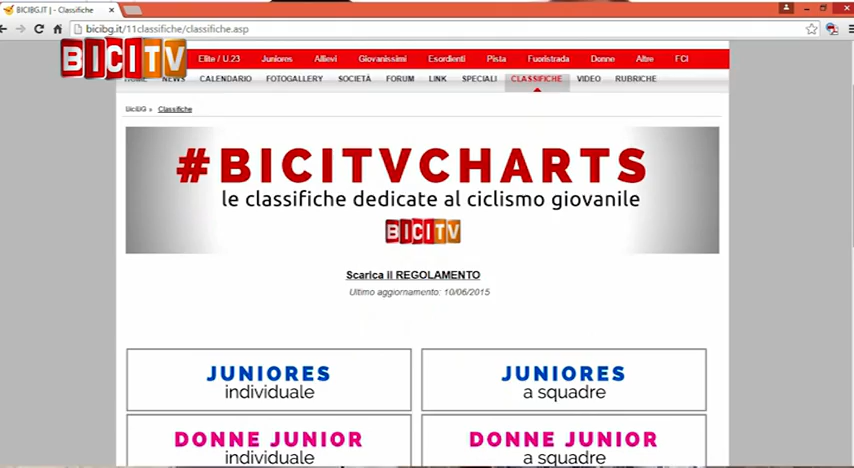 BICIBG.IT | - Classifiche
bicibg.it/11classifiche/classifiche.asp
BICITV
Elite / U.23 Juniores Allievi Giovanissimi Esordienti Pista Fuoristrada Donne Altre FCI
HOME NEWS CALENDARIO FOTOGALLERY SOCIETÀ FORUM LINK SPECIALI CLASSIFICHE VIDEO RUBRICHE
BiciBG » Classifiche
#BICITVCHARTS
le classifiche dedicate al ciclismo giovanile
BICITV
Scarica il REGOLAMENTO
Ultimo aggiornamento: 10/06/2015
JUNIORES JUNIORES
individuale a squadre
DONNE JUNIOR DONNE JUNIOR
individuale a squadre